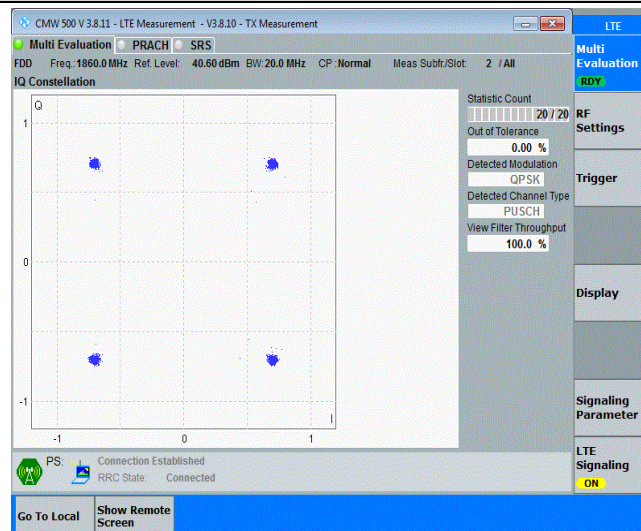 CMW 500 V 3.8.11 - LTE Measurement - V3.8.10 - TX Measurement
LTE
Multi Evaluation PRACH SRS
FDD Freq.:1860.0 MHz Ref. Level: 40.60 dBm BW:20.0 MHz CP :Normal Meas Subfr./Slot: 2 / All
IQ Constellation
Q
1
0
-1
-1
0
1
I
Statistic Count
20 / 20
Out of Tolerance
0.00 %
Detected Modulation
QPSK
Detected Channel Type
PUSCH
View Filter Throughput
100.0 %
Multi
Evaluation
RDY
RF
Settings
Trigger
Display
Signaling
Parameter
LTE
Signaling
ON
PS:
Connection Established
RRC State: Connected
Go To Local
Show Remote
Screen